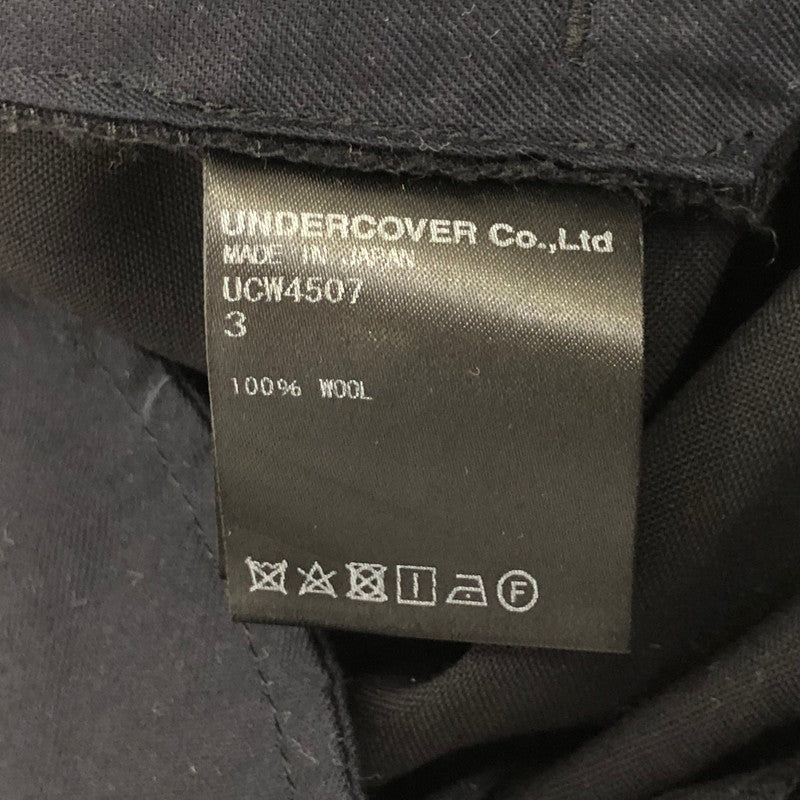 UNDERCOVER Co.,Ltd
MADE IN JAPAN
UCW4507
3
100% WOOL
F